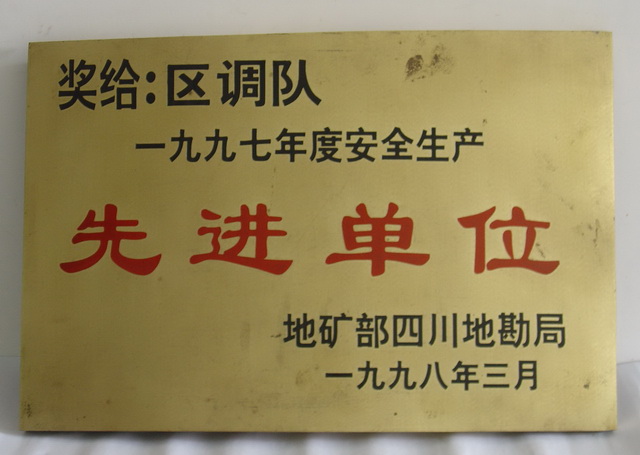 奖给:区调队
一九九七年度安全生产
先进单位
地矿部四川地勘局
一九九八年三月